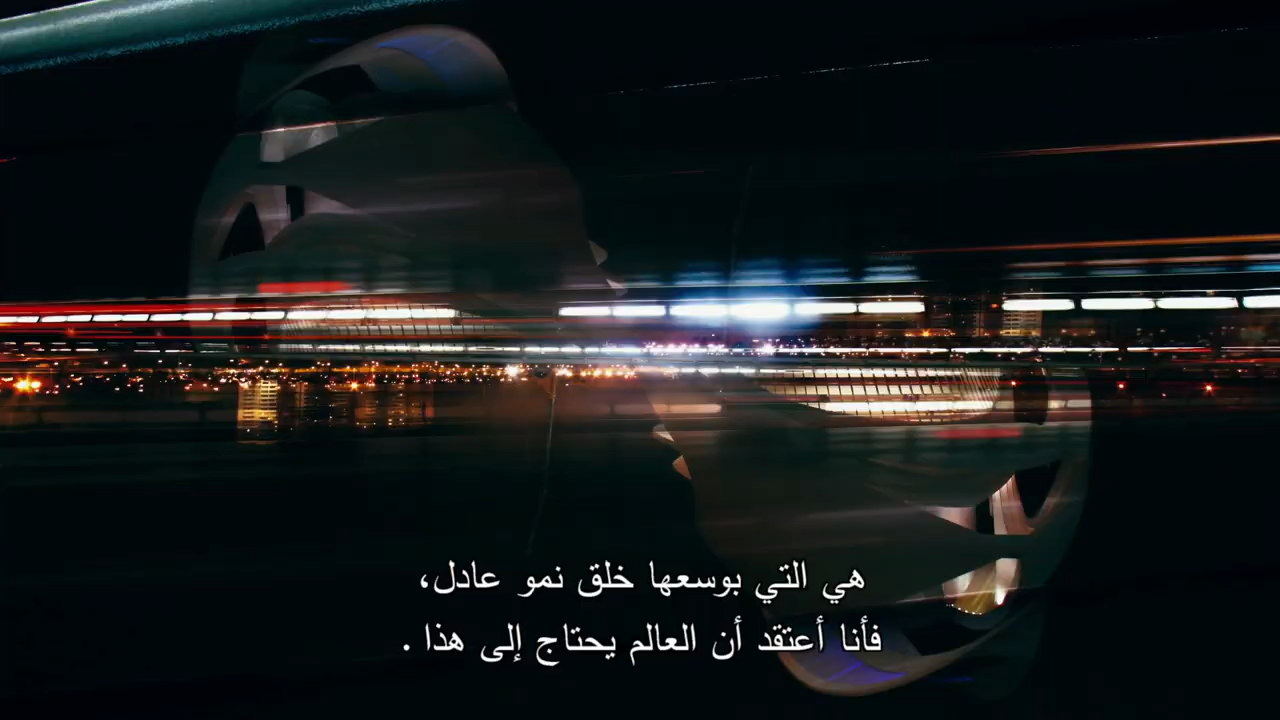 هي التي بوسعها خلق نمو عادل،
فأنا أعتقد أن العالم يحتاج إلى هذا .